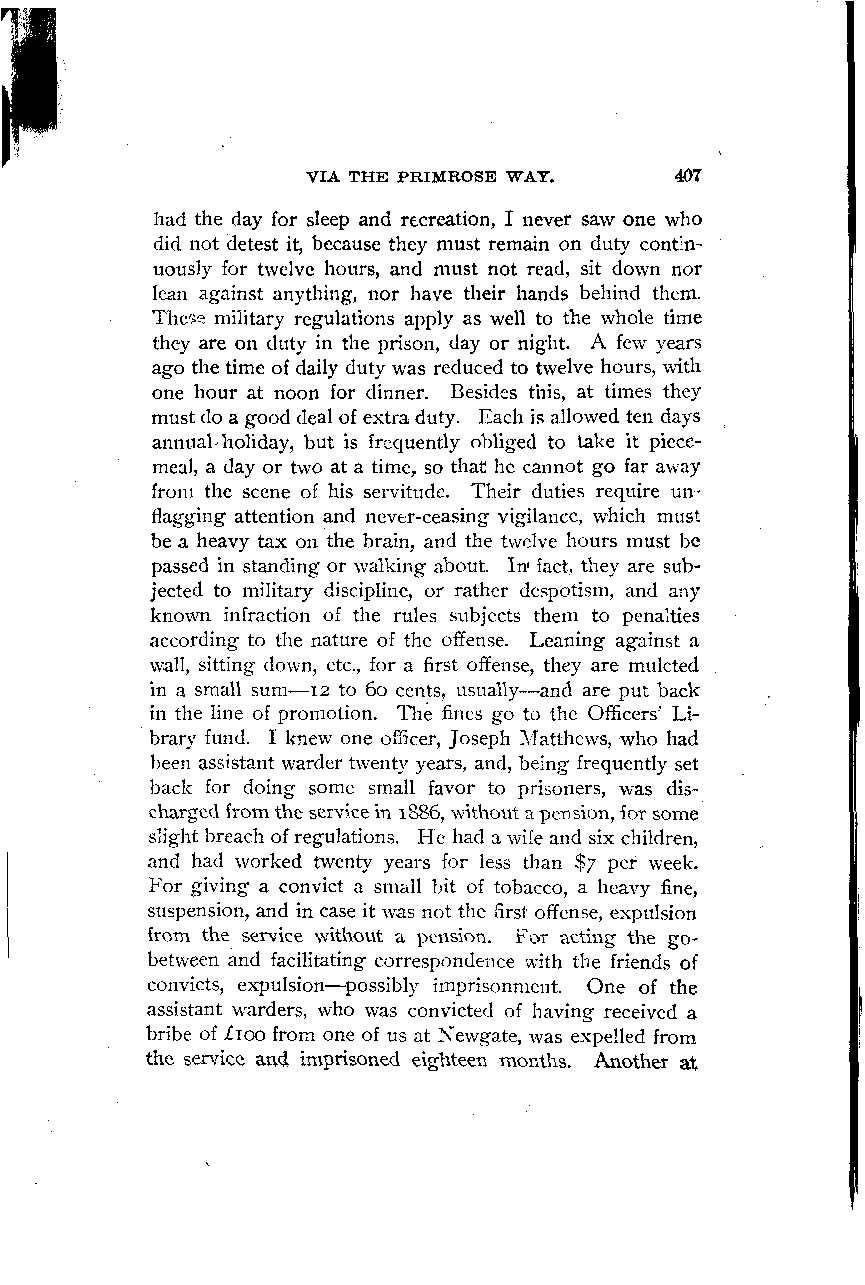 VIA THE PRIMROSE WAY. 407
had the day for sleep and recreation, I never saw one who
did not detest it, because they must remain on duty contin-
uously for twelve hours, and must not read, sit down nor
lean against anything, nor have their hands behind them.
These military regulations apply as well to the whole time
they are on duty in the prison, day or night. A few years
ago the time of daily duty was reduced to twelve hours, with
one hour at noon for dinner. Besides this, at times they
must do a good deal of extra duty. Each is allowed ten days
annual holiday, but is frequently obliged to take it piece-
meal, a day or two at a time, so that he cannot go far away
from the scene of his servitude. Their duties require un-
flagging attention and never-ceasing vigilance, which must
be a heavy tax on the brain, and the twelve hours must be
passed in standing or walking about. In fact, they are sub-
jected to military discipline, or rather despotism, and any
known infraction of the rules subjects them to penalties
according to the nature of the offense. Leaning against a
wall, sitting down, etc., for a first offense, they are mulcted
in a small sum—12 to 60 cents, usually—and are put back
in the line of promotion. The fines go to the Officers' Li-
brary fund. I knew one officer, Joseph Matthews, who had
been assistant warder twenty years, and, being frequently set
back for doing some small favor to prisoners, was dis-
charged from the service in 1886, without a pension, for some
slight breach of regulations. He had a wife and six children,
and had worked twenty years for less than $7 per week.
For giving a convict a small bit of tobacco, a heavy fine,
suspension, and in case it was not the first offense, expulsion
from the service without a pension. For acting the go-
between and facilitating correspondence with the friends of
convicts, expulsion—possibly imprisonment. One of the
assistant warders, who was convicted of having received a
bribe of £100 from one of us at Newgate, was expelled from
the service and imprisoned eighteen months. Another at